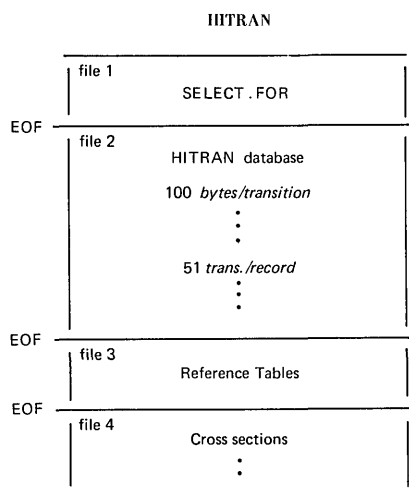 HITRAN
file 1
SELECT.FOR
EOF
file 2
HITRAN database
100 bytes/transition
51 trans./record
EOF
file 3
Reference Tables
EOF
file 4
Cross sections